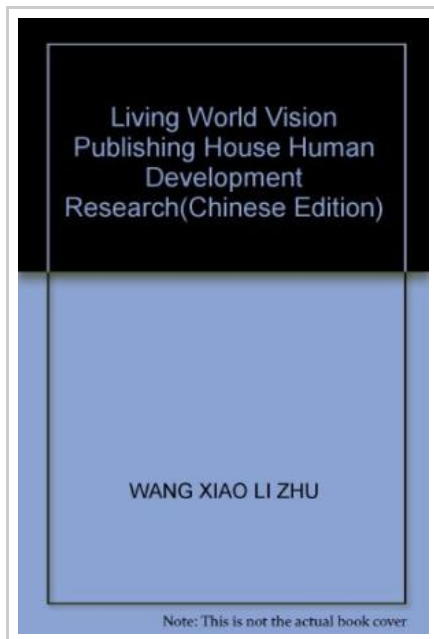 Living World Vision
Publishing House Human
Development
Research(Chinese Edition)
WANG XIAO LI ZHU
Note: This is not the actual book cover